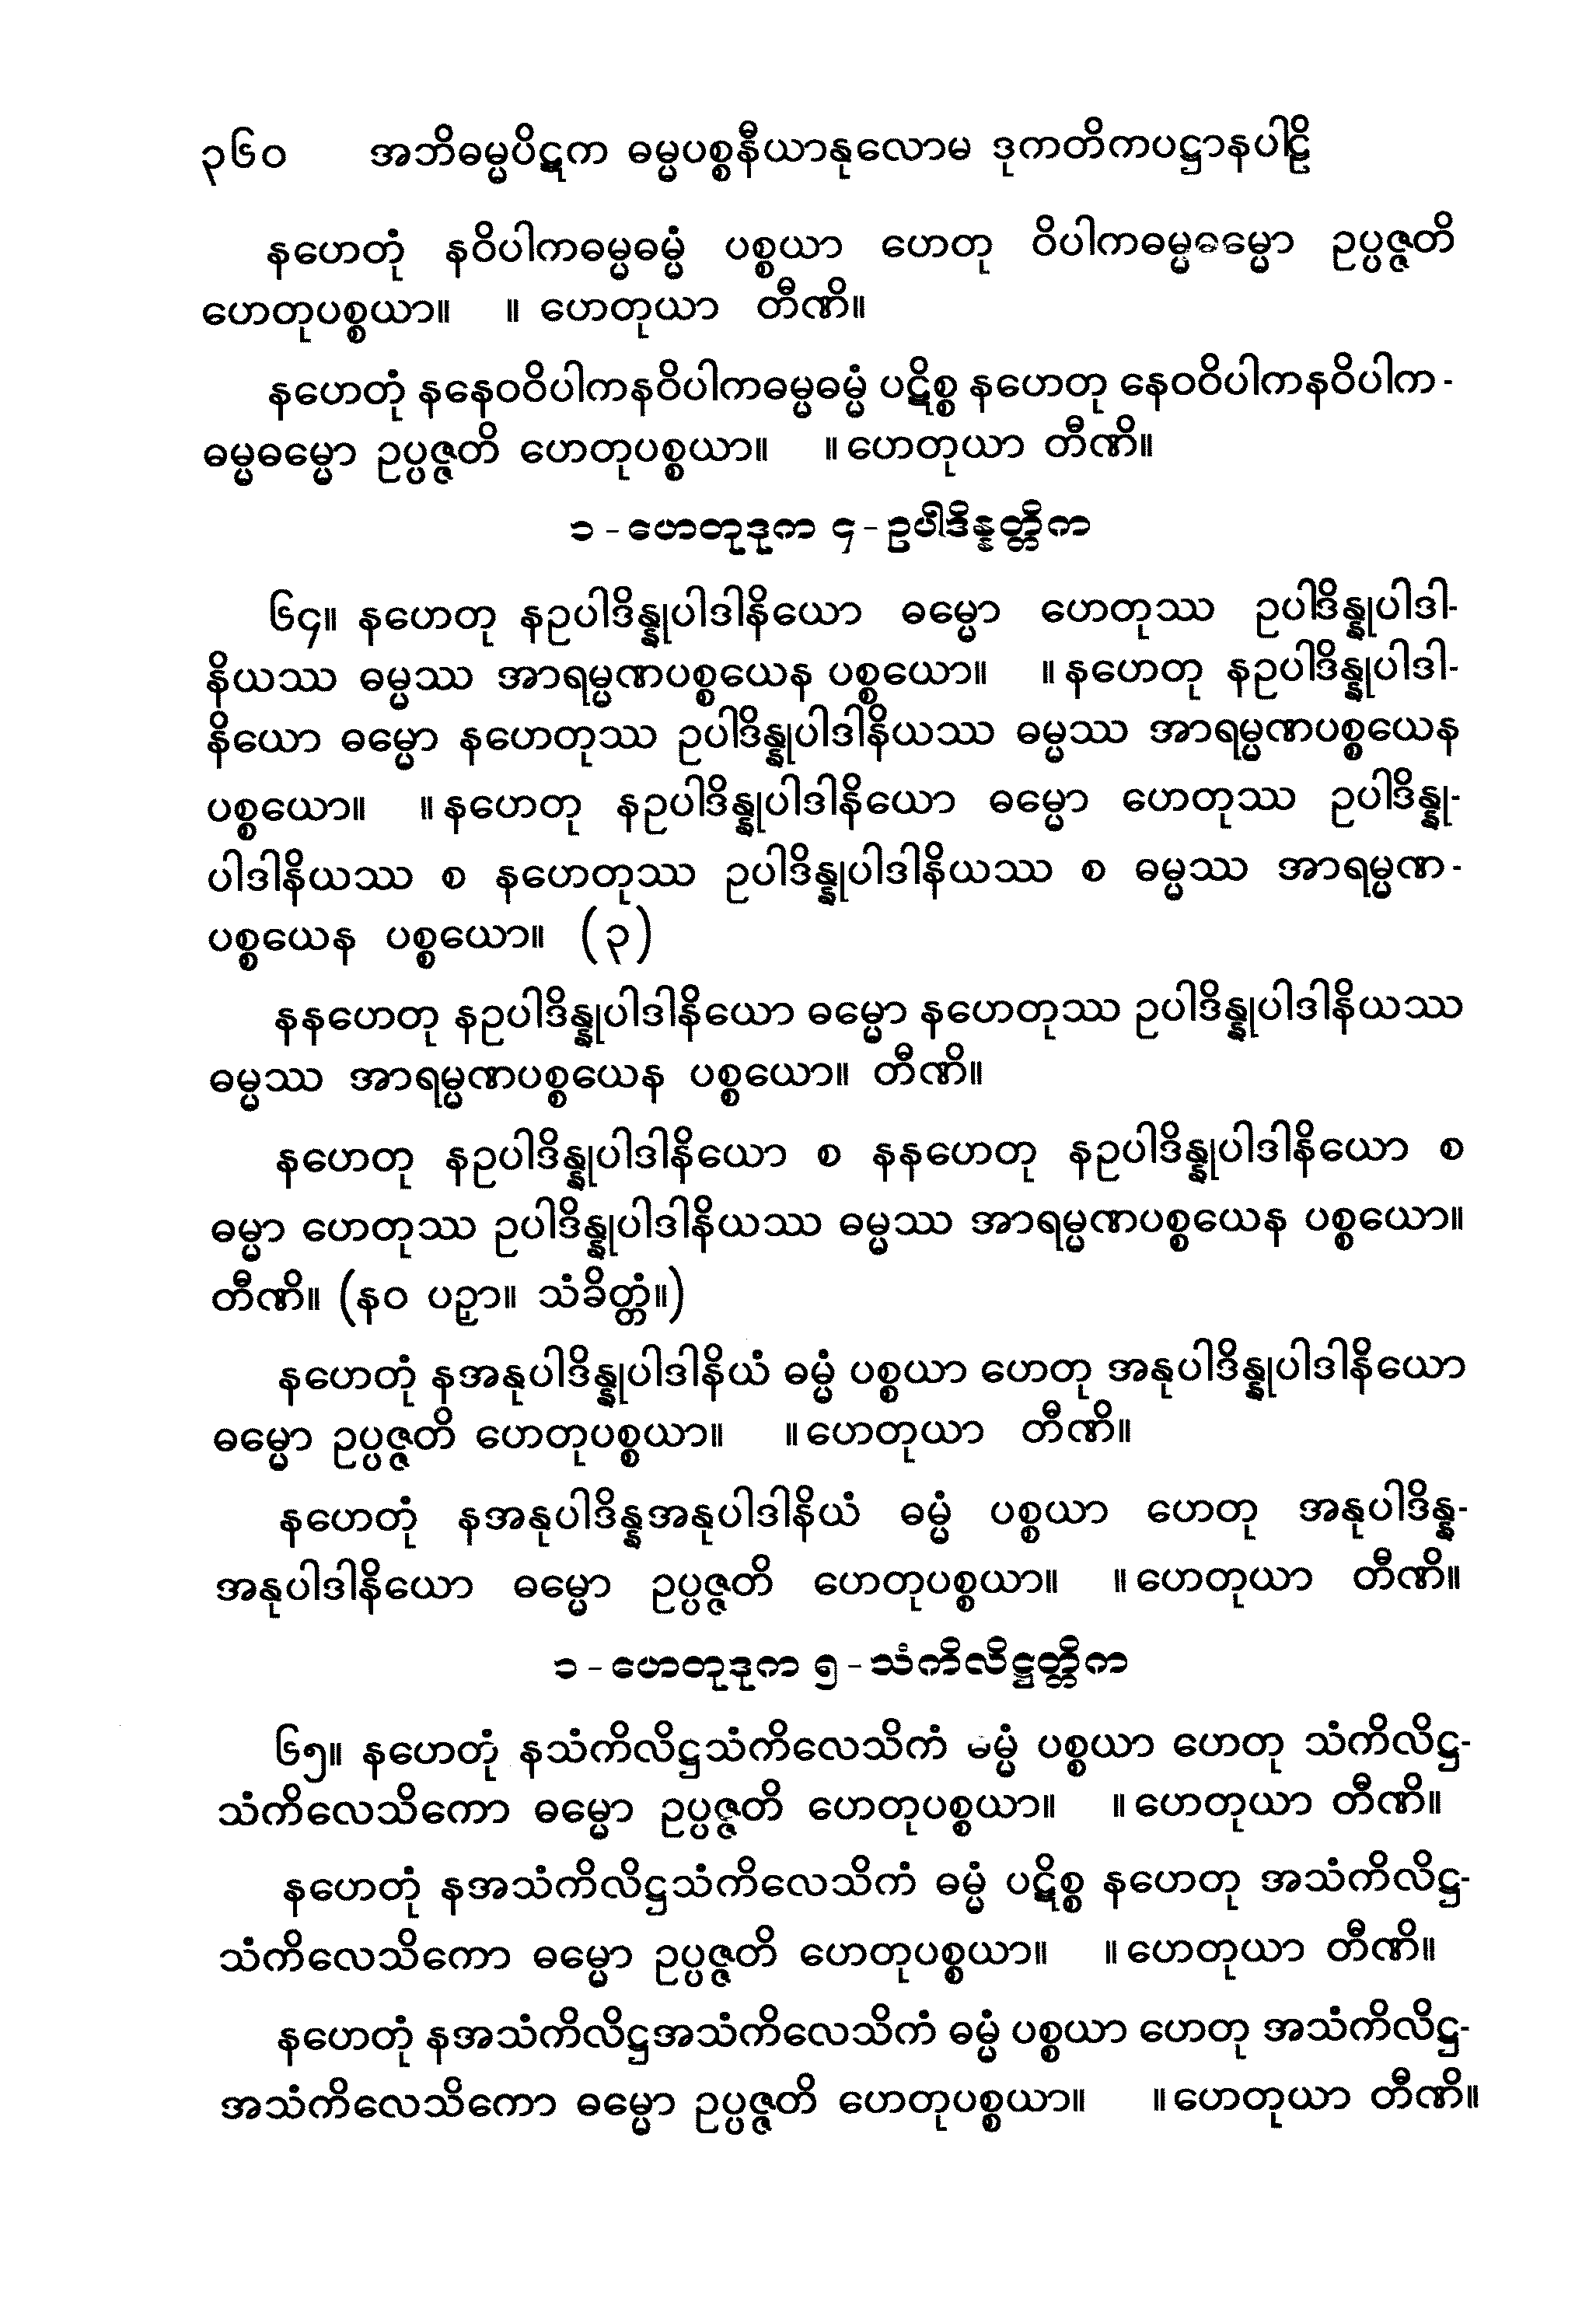 ၃၆၀ အဘိဓမ္မပိဋက ဓမ္မပစ္စနီယာနုလောမ ဒုကတိကပဋ္ဌာနပါဠိ
နဟေတုံ နဝိပါကဓမ္မဓမ္မံ ပစ္စယာ ဟေတု ဝိပါကဓမ္မဓမ္မော ဥပ္ပဇ္ဇတိ
ဟေတုပစ္စယာ။ ။ ဟေတုယာ တီဏိ။
နဟေတုံ နနေဝဝိပါကနဝိပါကဓမ္မဓမ္မံ ပဋိစ္စ နဟေတု နေဝဝိပါကနဝိပါက-
ဓမ္မဓမ္မော ဥပ္ပဇ္ဇတိ ဟေတုပစ္စယာ။ ။ ဟေတုယာ တီဏိ။
၁ - ဟေတုဒုက ၄ - ဥပါဒိန္နတ္တိက
၆၄။ နဟေတု နဥပါဒိန္နုပါဒါနိယော ဓမ္မော ဟေတုဿ ဥပါဒိန္နုပါဒါ-
နိယဿ ဓမ္မဿ အာရမ္မဏပစ္စယေန ပစ္စယော။ ။ နဟေတု နဥပါဒိန္နုပါဒါ-
နိယော ဓမ္မော နဟေတုဿ ဥပါဒိန္နုပါဒါနိယဿ ဓမ္မဿ အာရမ္မဏပစ္စယေန
ပစ္စယော။ ။ နဟေတု နဥပါဒိန္နုပါဒါနိယော ဓမ္မော ဟေတုဿ ဥပါဒိန္နု-
ပါဒါနိယဿ စ နဟေတုဿ ဥပါဒိန္နုပါဒါနိယဿ စ ဓမ္မဿ အာရမ္မဏ-
ပစ္စယေန ပစ္စယော။ (၃)
နနဟေတု နဥပါဒိန္နုပါဒါနိယော ဓမ္မော နဟေတုဿ ဥပါဒိန္နုပါဒါနိယဿ
ဓမ္မဿ အာရမ္မဏပစ္စယေန ပစ္စယော။ တီဏိ။
နဟေတု နဥပါဒိန္နုပါဒါနိယော စ နနဟေတု နဥပါဒိန္နုပါဒါနိယော စ
ဓမ္မာ ဟေတုဿ ဥပါဒိန္နုပါဒါနိယဿ ဓမ္မဿ အာရမ္မဏပစ္စယေန ပစ္စယော။
တီဏိ။ (နဝ ပဉှာ။ သံခိတ္တံ။)
နဟေတုံ နအနုပါဒိန္နုပါဒါနိယံ ဓမ္မံ ပစ္စယာ ဟေတု အနုပါဒိန္နုပါဒါနိယော
ဓမ္မော ဥပ္ပဇ္ဇတိ ဟေတုပစ္စယာ။ ။ ဟေတုယာ တီဏိ။
နဟေတုံ နအနုပါဒိန္နအနုပါဒါနိယံ ဓမ္မံ ပစ္စယာ ဟေတု အနုပါဒိန္န-
အနုပါဒါနိယော ဓမ္မော ဥပ္ပဇ္ဇတိ ဟေတုပစ္စယာ။ ။ ဟေတုယာ တီဏိ။
၁ - ဟေတုဒုက ၅ - သံကိလိဋ္ဌတ္တိက
၆၅။ နဟေတုံ နသံကိလိဋ္ဌသံကိလေသိကံ ဓမ္မံ ပစ္စယာ ဟေတု သံကိလိဋ္ဌ-
သံကိလေသိကော ဓမ္မော ဥပ္ပဇ္ဇတိ ဟေတုပစ္စယာ။ ။ ဟေတုယာ တီဏိ။
နဟေတုံ နအသံကိလိဋ္ဌသံကိလေသိကံ ဓမ္မံ ပဋိစ္စ နဟေတု အသံကိလိဋ္ဌ-
သံကိလေသိကော ဓမ္မော ဥပ္ပဇ္ဇတိ ဟေတုပစ္စယာ။ ။ ဟေတုယာ တီဏိ။
နဟေတုံ နအသံကိလိဋ္ဌအသံကိလေသိကံ ဓမ္မံ ပစ္စယာ ဟေတု အသံကိလိဋ္ဌ-
အသံကိလေသိကော ဓမ္မော ဥပ္ပဇ္ဇတိ ဟေတုပစ္စယာ။ ။ ဟေတုယာ တီဏိ။